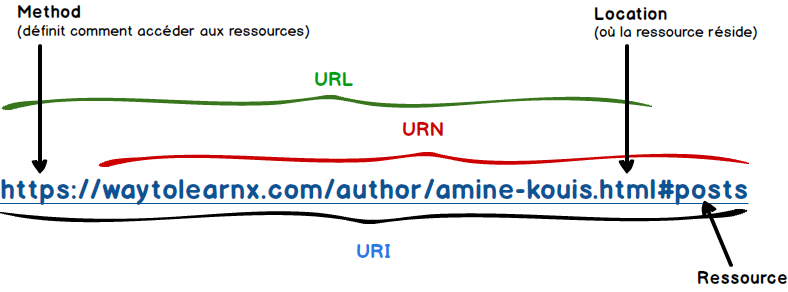 Method
(définit comment accéder aux ressources)
Location
(où la ressource réside)
URL
URN
https://waytolearnx.com/author/amine-kouis.html#posts
URI
Ressource